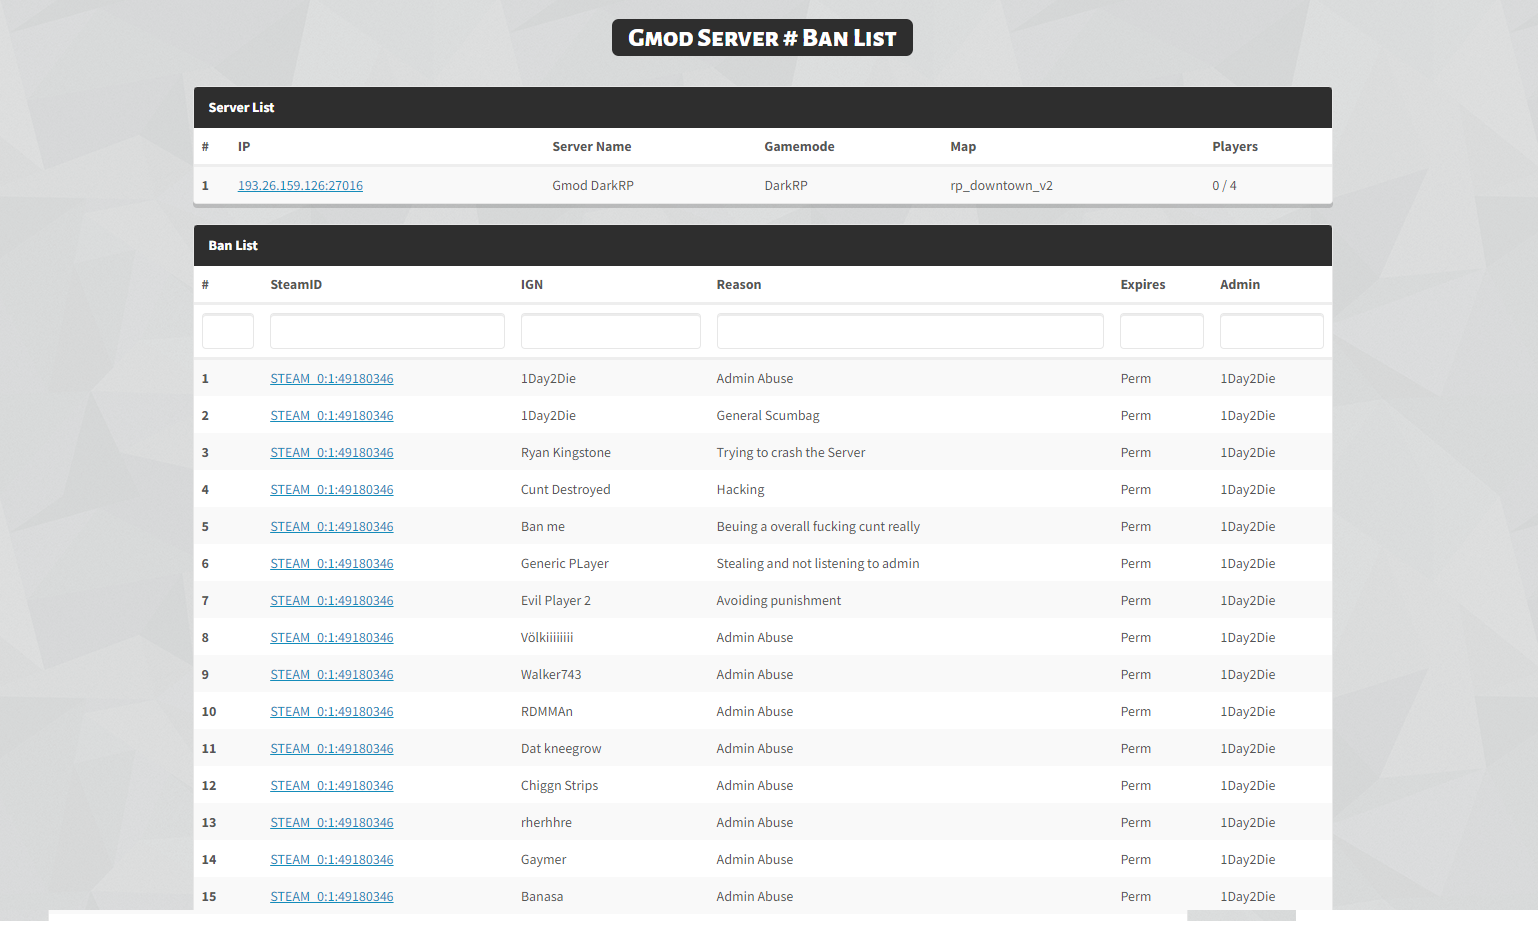 Gmod Server # Ban List
Server List
# IP Server Name Gamemode Map Players
1 193.26.159.126:27016 Gmod DarkRP DarkRP rp_downtown_v2 0 / 4
Ban List
# SteamID IGN Reason Expires Admin
1 STEAM_0:1:49180346 1Day2Die Admin Abuse Perm 1Day2Die
2 STEAM_0:1:49180346 1Day2Die General Scumbag Perm 1Day2Die
3 STEAM_0:1:49180346 Ryan Kingstone Trying to crash the Server Perm 1Day2Die
4 STEAM_0:1:49180346 Cunt Destroyed Hacking Perm 1Day2Die
5 STEAM_0:1:49180346 Ban me Beuing a overall fucking cunt really Perm 1Day2Die
6 STEAM_0:1:49180346 Generic PLayer Stealing and not listening to admin Perm 1Day2Die
7 STEAM_0:1:49180346 Evil Player 2 Avoiding punishment Perm 1Day2Die
8 STEAM_0:1:49180346 Völkiiiiiiii Admin Abuse Perm 1Day2Die
9 STEAM_0:1:49180346 Walker743 Admin Abuse Perm 1Day2Die
10 STEAM_0:1:49180346 RDMMAn Admin Abuse Perm 1Day2Die
11 STEAM_0:1:49180346 Dat kneegrow Admin Abuse Perm 1Day2Die
12 STEAM_0:1:49180346 Chiggn Strips Admin Abuse Perm 1Day2Die
13 STEAM_0:1:49180346 rherhhre Admin Abuse Perm 1Day2Die
14 STEAM_0:1:49180346 Gaymer Admin Abuse Perm 1Day2Die
15 STEAM_0:1:49180346 Banasa Admin Abuse Perm 1Day2Die